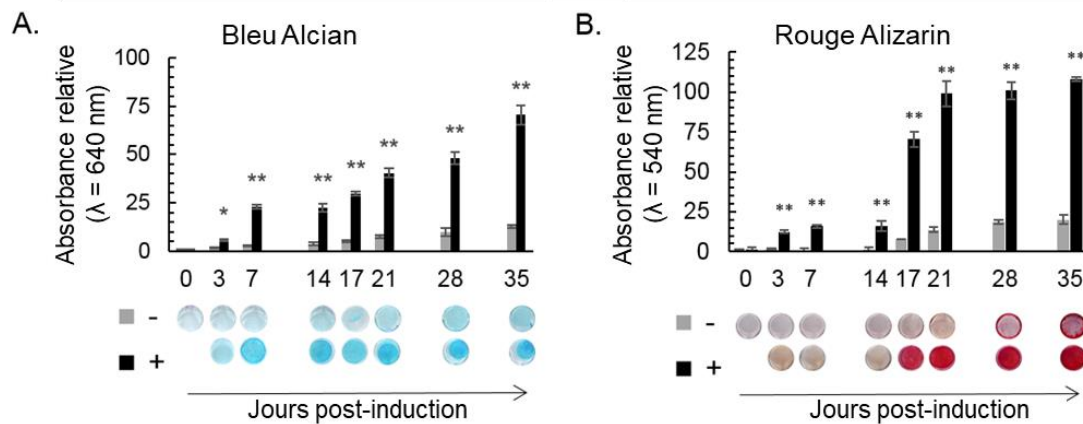 A.
Bleu Alcian
Absorbance relative
(λ = 640 nm)
100
75
50
25
0
*
**
**
**
**
**
**
0 3 7 14 17 21 28 35
-
+
Jours post-induction
B.
Rouge Alizarin
Absorbance relative
(λ = 540 nm)
125
100
75
50
25
0
**
**
**
**
**
**
**
0 3 7 14 17 21 28 35
-
+
Jours post-induction